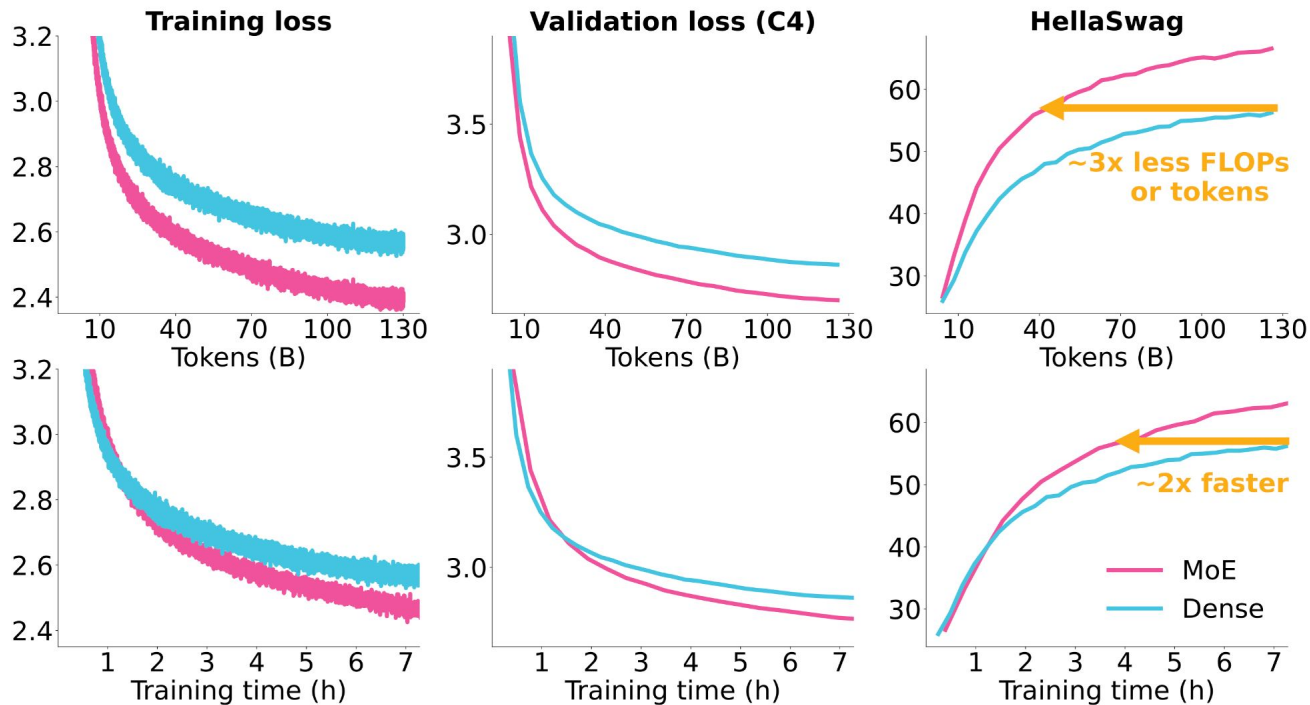 Training loss
Validation loss (C4)
HellaSwag
3.2
3.0
2.8
2.6
2.4
10 40 70 100 130
Tokens (B)
3.5
3.0
10 40 70 100 130
Tokens (B)
60
50
40
30
~3x less FLOPs
or tokens
10 40 70 100 130
Tokens (B)
3.2
3.0
2.8
2.6
2.4
1 2 3 4 5 6 7
Training time (h)
3.5
3.0
1 2 3 4 5 6 7
Training time (h)
60
50
40
30
~2x faster
MoE
Dense
1 2 3 4 5 6 7
Training time (h)